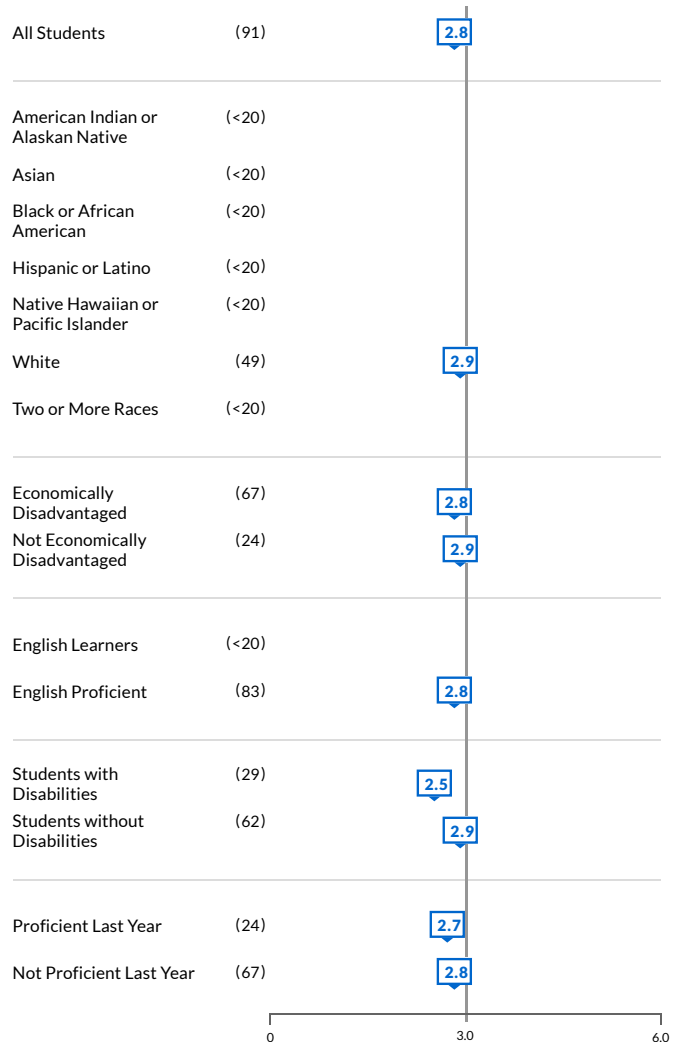 All Students (91) 2.8
American Indian or (<20)
Alaskan Native
Asian (<20)
Black or African (<20)
American
Hispanic or Latino (<20)
Native Hawaiian or (<20)
Pacific Islander
White (49) 2.9
Two or More Races (<20)
Economically (67) 2.8
Disadvantaged
Not Economically (24) 2.9
Disadvantaged
English Learners (<20)
English Proficient (83) 2.8
Students with (29) 2.5
Disabilities
Students without (62) 2.9
Disabilities
Proficient Last Year (24) 2.7
Not Proficient Last Year (67) 2.8
0 3.0 6.0